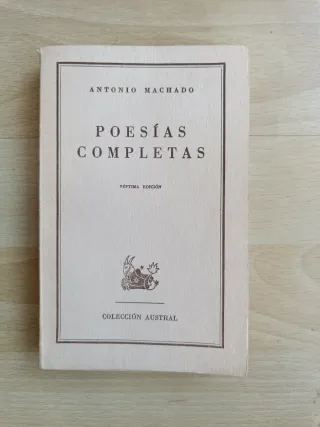 ANTONIO MACHADO
POESÍAS
COMPLETAS
SÉPTIMA EDICIÓN
COLECCIÓN AUSTRAL